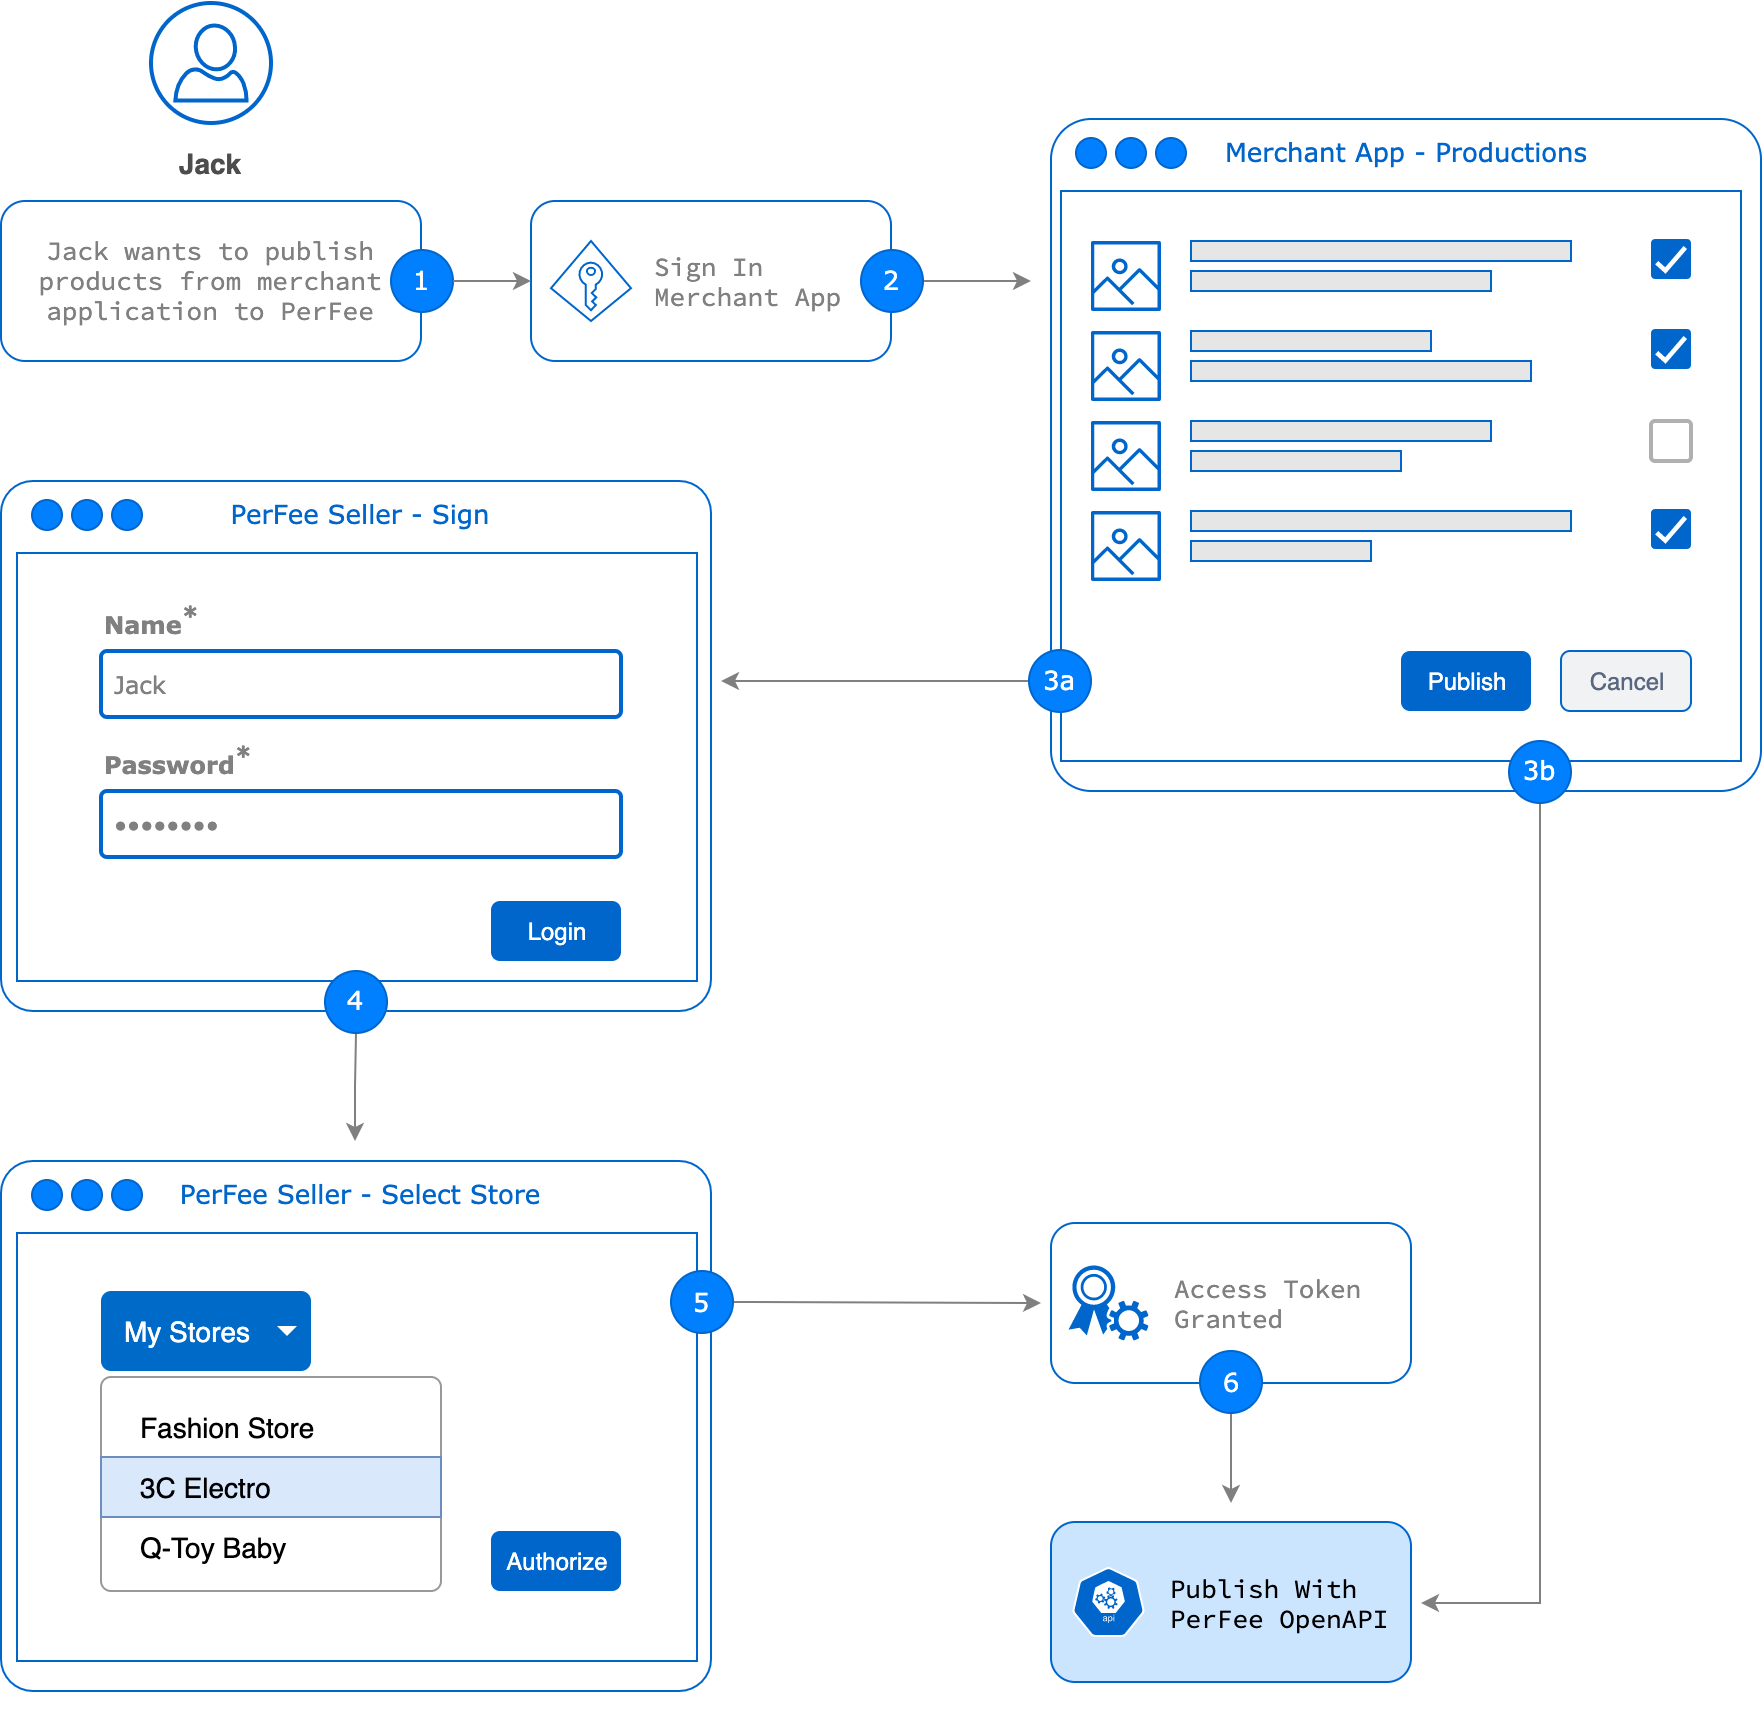 Jack
Jack wants to publish
products from merchant
application to PerFee
1
Sign In
Merchant App
2
Merchant App - Productions
Publish
Cancel
3a
3b
PerFee Seller - Sign
Name*
Jack
Password*
••••••••
Login
4
PerFee Seller - Select Store
My Stores
Fashion Store
3C Electro
Q-Toy Baby
Authorize
5
Access Token
Granted
6
api
Publish With
PerFee OpenAPI